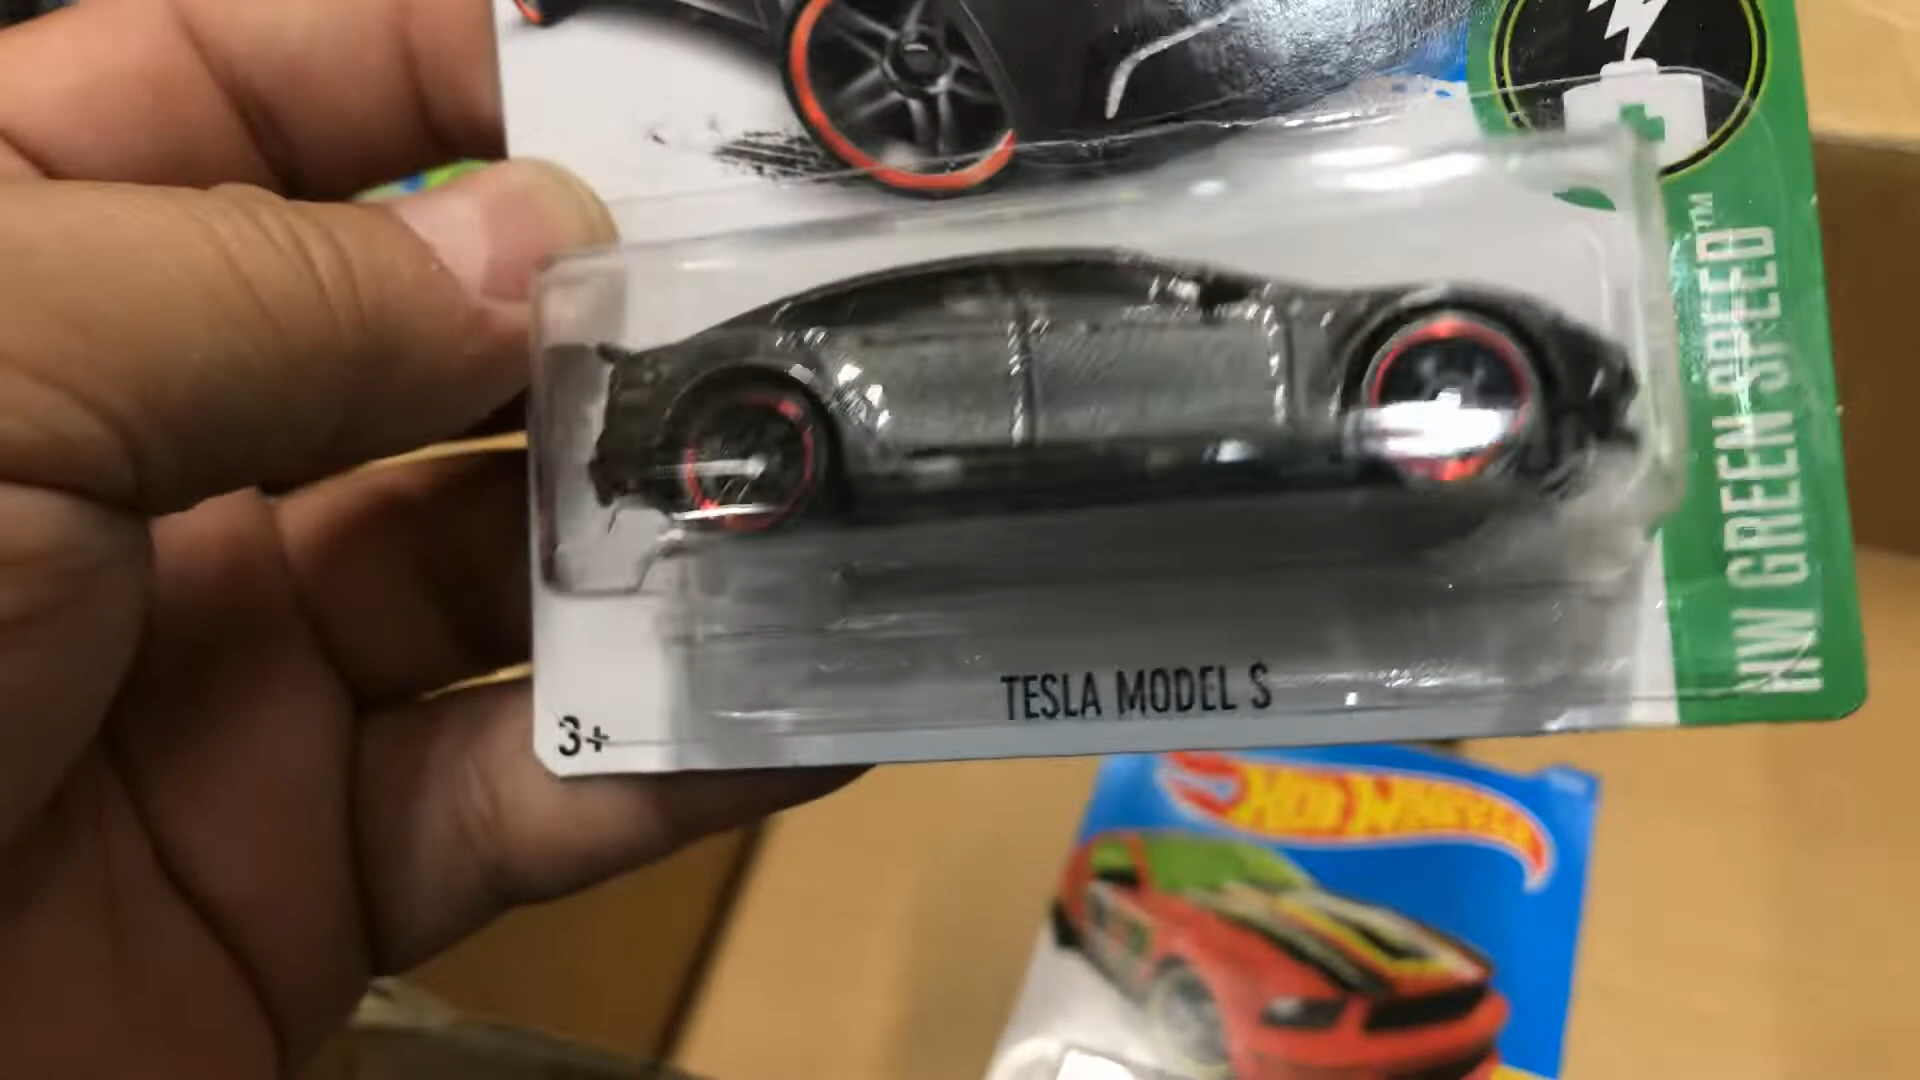 HW GREEN SPEED™
TESLA MODEL S
3+
HOT WHEELS